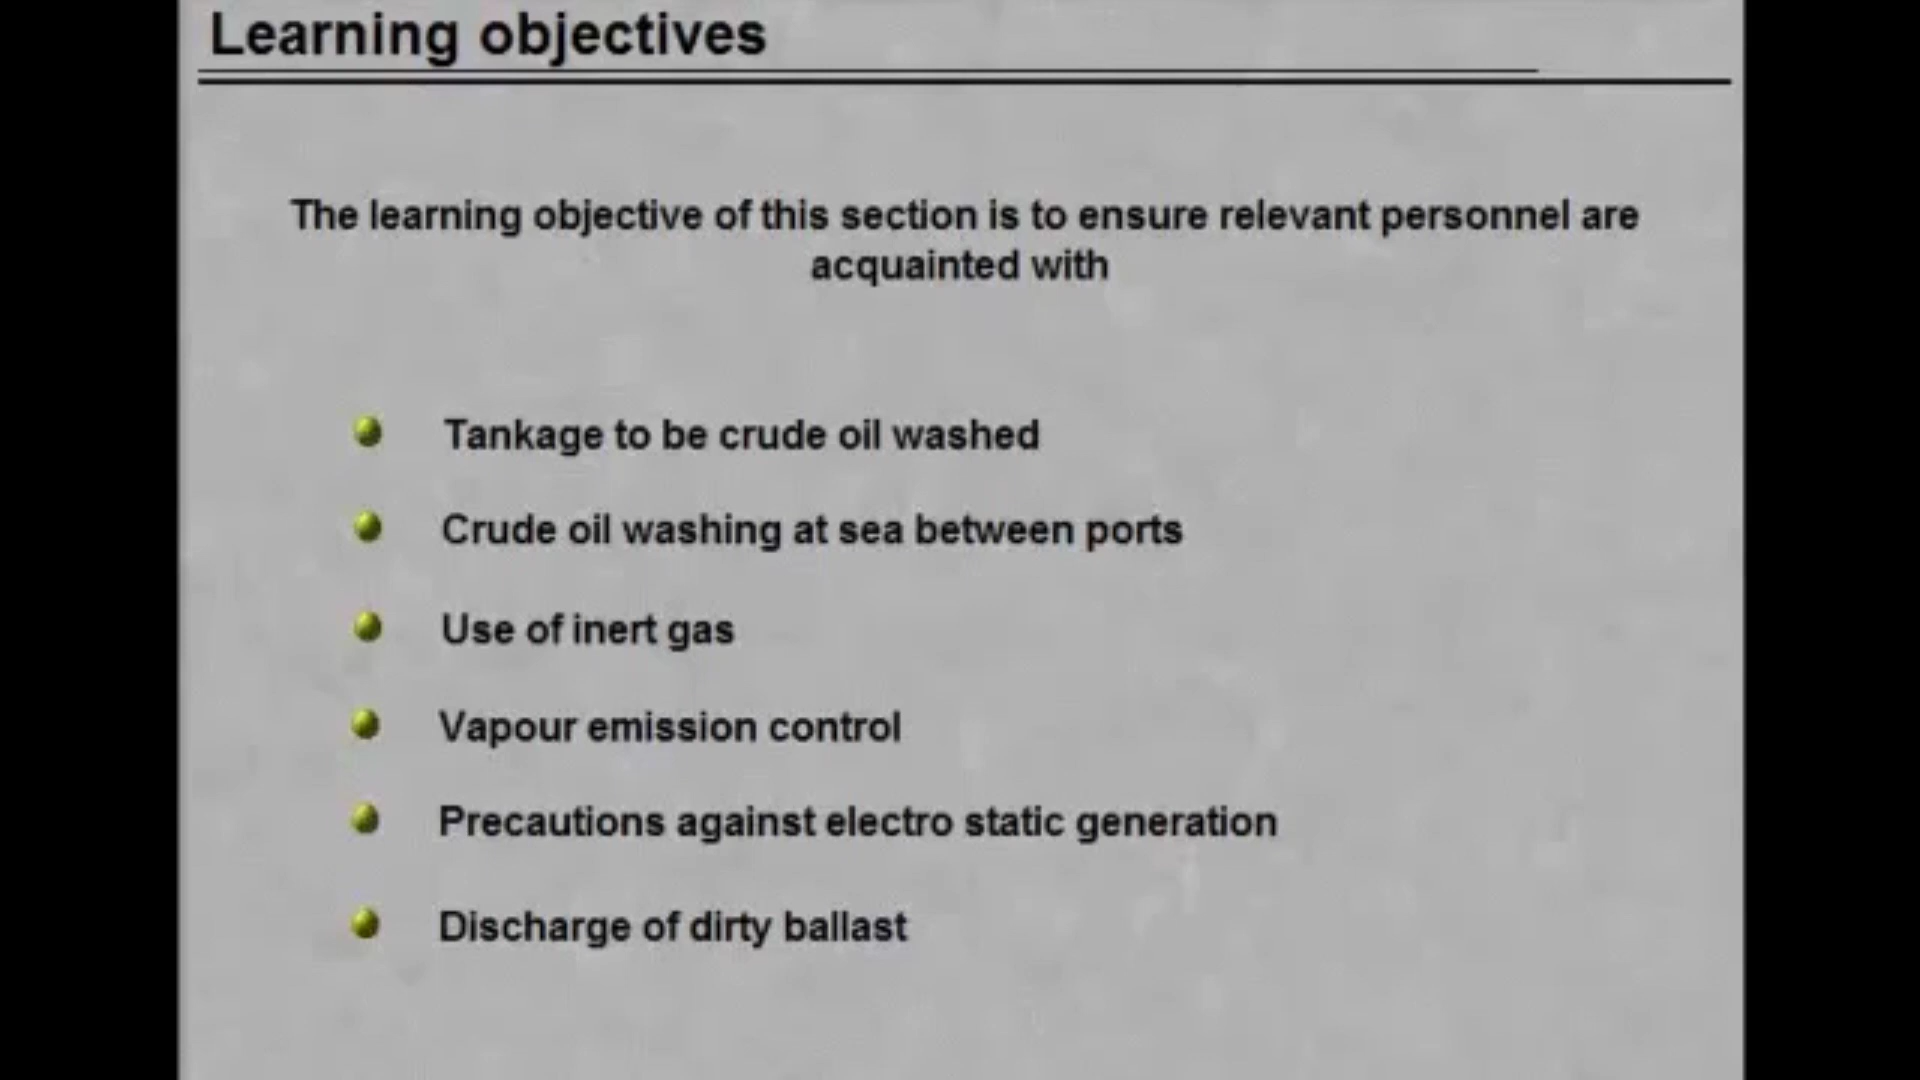 Learning objectives
The learning objective of this section is to ensure relevant personnel are
acquainted with
Tankage to be crude oil washed
Crude oil washing at sea between ports
Use of inert gas
Vapour emission control
Precautions against electro static generation
Discharge of dirty ballast